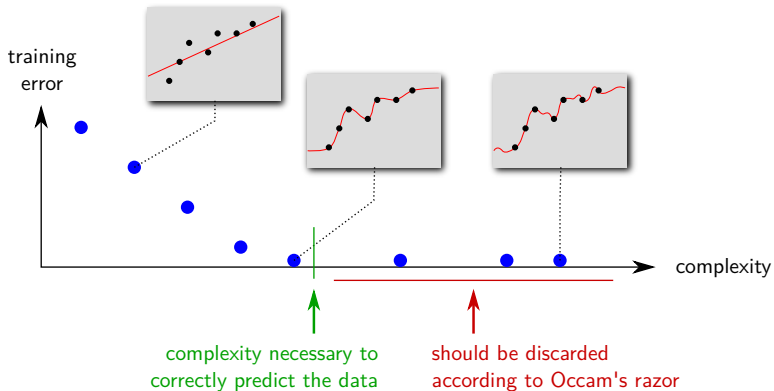 training
error
complexity
complexity necessary to
correctly predict the data
should be discarded
according to Occam's razor